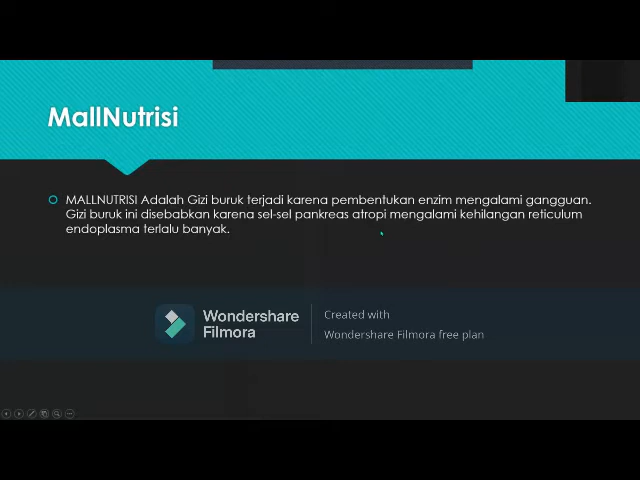 MallNutrisi
MALLNUTRISI Adalah Gizi buruk terjadi karena pembentukan enzim mengalami gangguan.
Gizi buruk ini disebabkan karena sel-sel pankreas atropi mengalami kehilangan reticulum
endoplasma terlalu banyak.
Wondershare
Filmora
Created with
Wondershare Filmora free plan